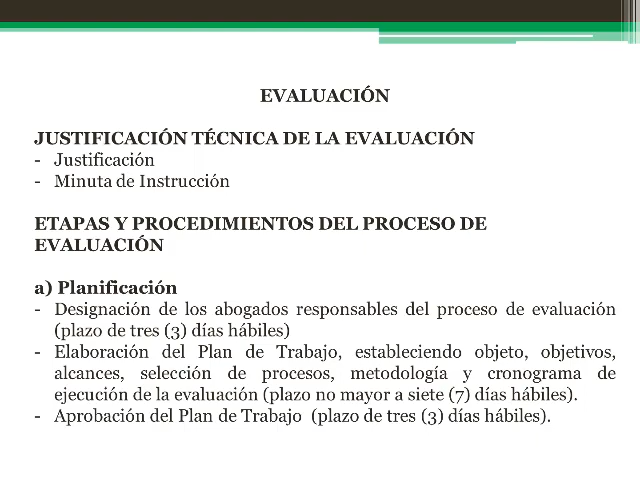 EVALUACIÓN
JUSTIFICACIÓN TÉCNICA DE LA EVALUACIÓN
- Justificación
- Minuta de Instrucción
ETAPAS Y PROCEDIMIENTOS DEL PROCESO DE
EVALUACIÓN
a) Planificación
- Designación de los abogados responsables del proceso de evaluación
(plazo de tres (3) días hábiles)
- Elaboración del Plan de Trabajo, estableciendo objeto, objetivos,
alcances, selección de procesos, metodología y cronograma de
ejecución de la evaluación (plazo no mayor a siete (7) días hábiles).
- Aprobación del Plan de Trabajo (plazo de tres (3) días hábiles).